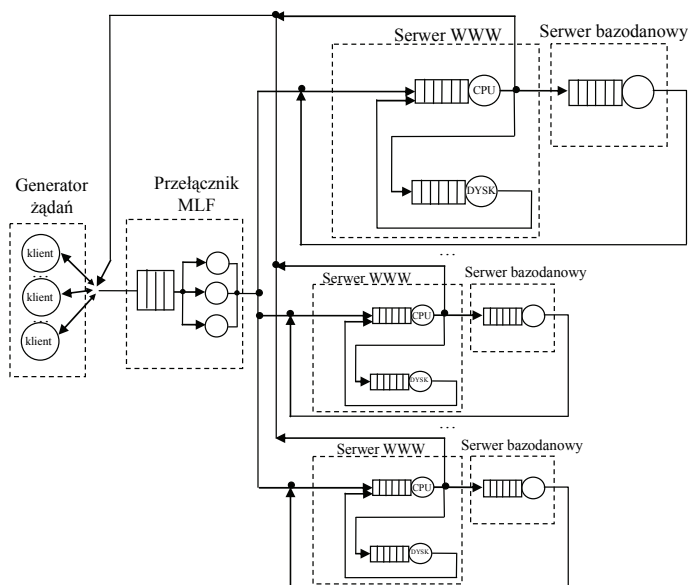 Serwer WWW
Serwer bazodanowy
CPU
DYSK
Generator
żądań
klient
...
klient
...
klient
Przełącznik
MLF
...
Serwer WWW
Serwer bazodanowy
CPU
DYSK
...
Serwer WWW
Serwer bazodanowy
CPU
DYSK